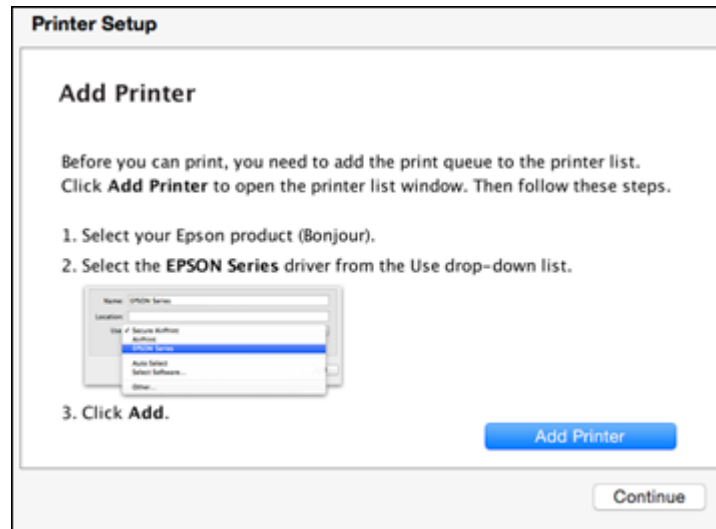 Printer Setup
Add Printer
Before you can print, you need to add the print queue to the printer list.
Click Add Printer to open the printer list window. Then follow these steps.
1. Select your Epson product (Bonjour).
2. Select the EPSON Series driver from the Use drop-down list.
Name: EPSON Series
Location:
Use ✓ Secure AirPrint
AirPrint
EPSON Series
Auto Select
Select Software...
Other...
3. Click Add.
Add Printer
Continue